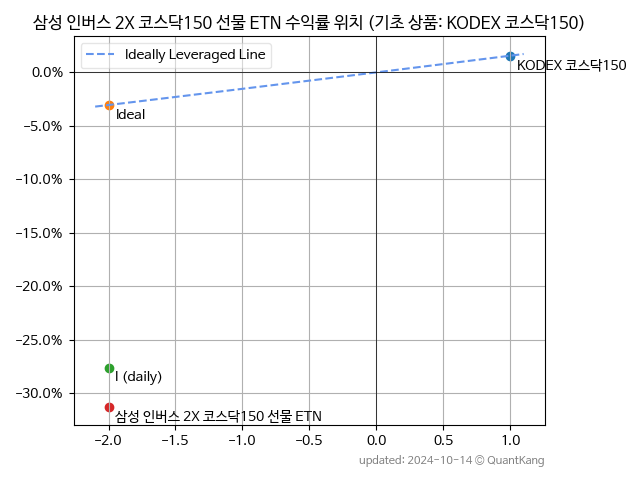 삼성 인버스 2X 코스닥150 선물 ETN 수익률 위치 (기초 상품: KODEX 코스닥150)
Ideally Leveraged Line
KODEX 코스닥150
Ideal
I (daily)
삼성 인버스 2X 코스닥150 선물 ETN
0.0%
−5.0%
−10.0%
−15.0%
−20.0%
−25.0%
−30.0%
−2.0 −1.5 −1.0 −0.5 0.0 0.5 1.0
updated: 2024-10-14 © QuantKang